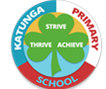 KATUNGA PRIMARY
STRIVE
THRIVE ACHIEVE
SCHOOL